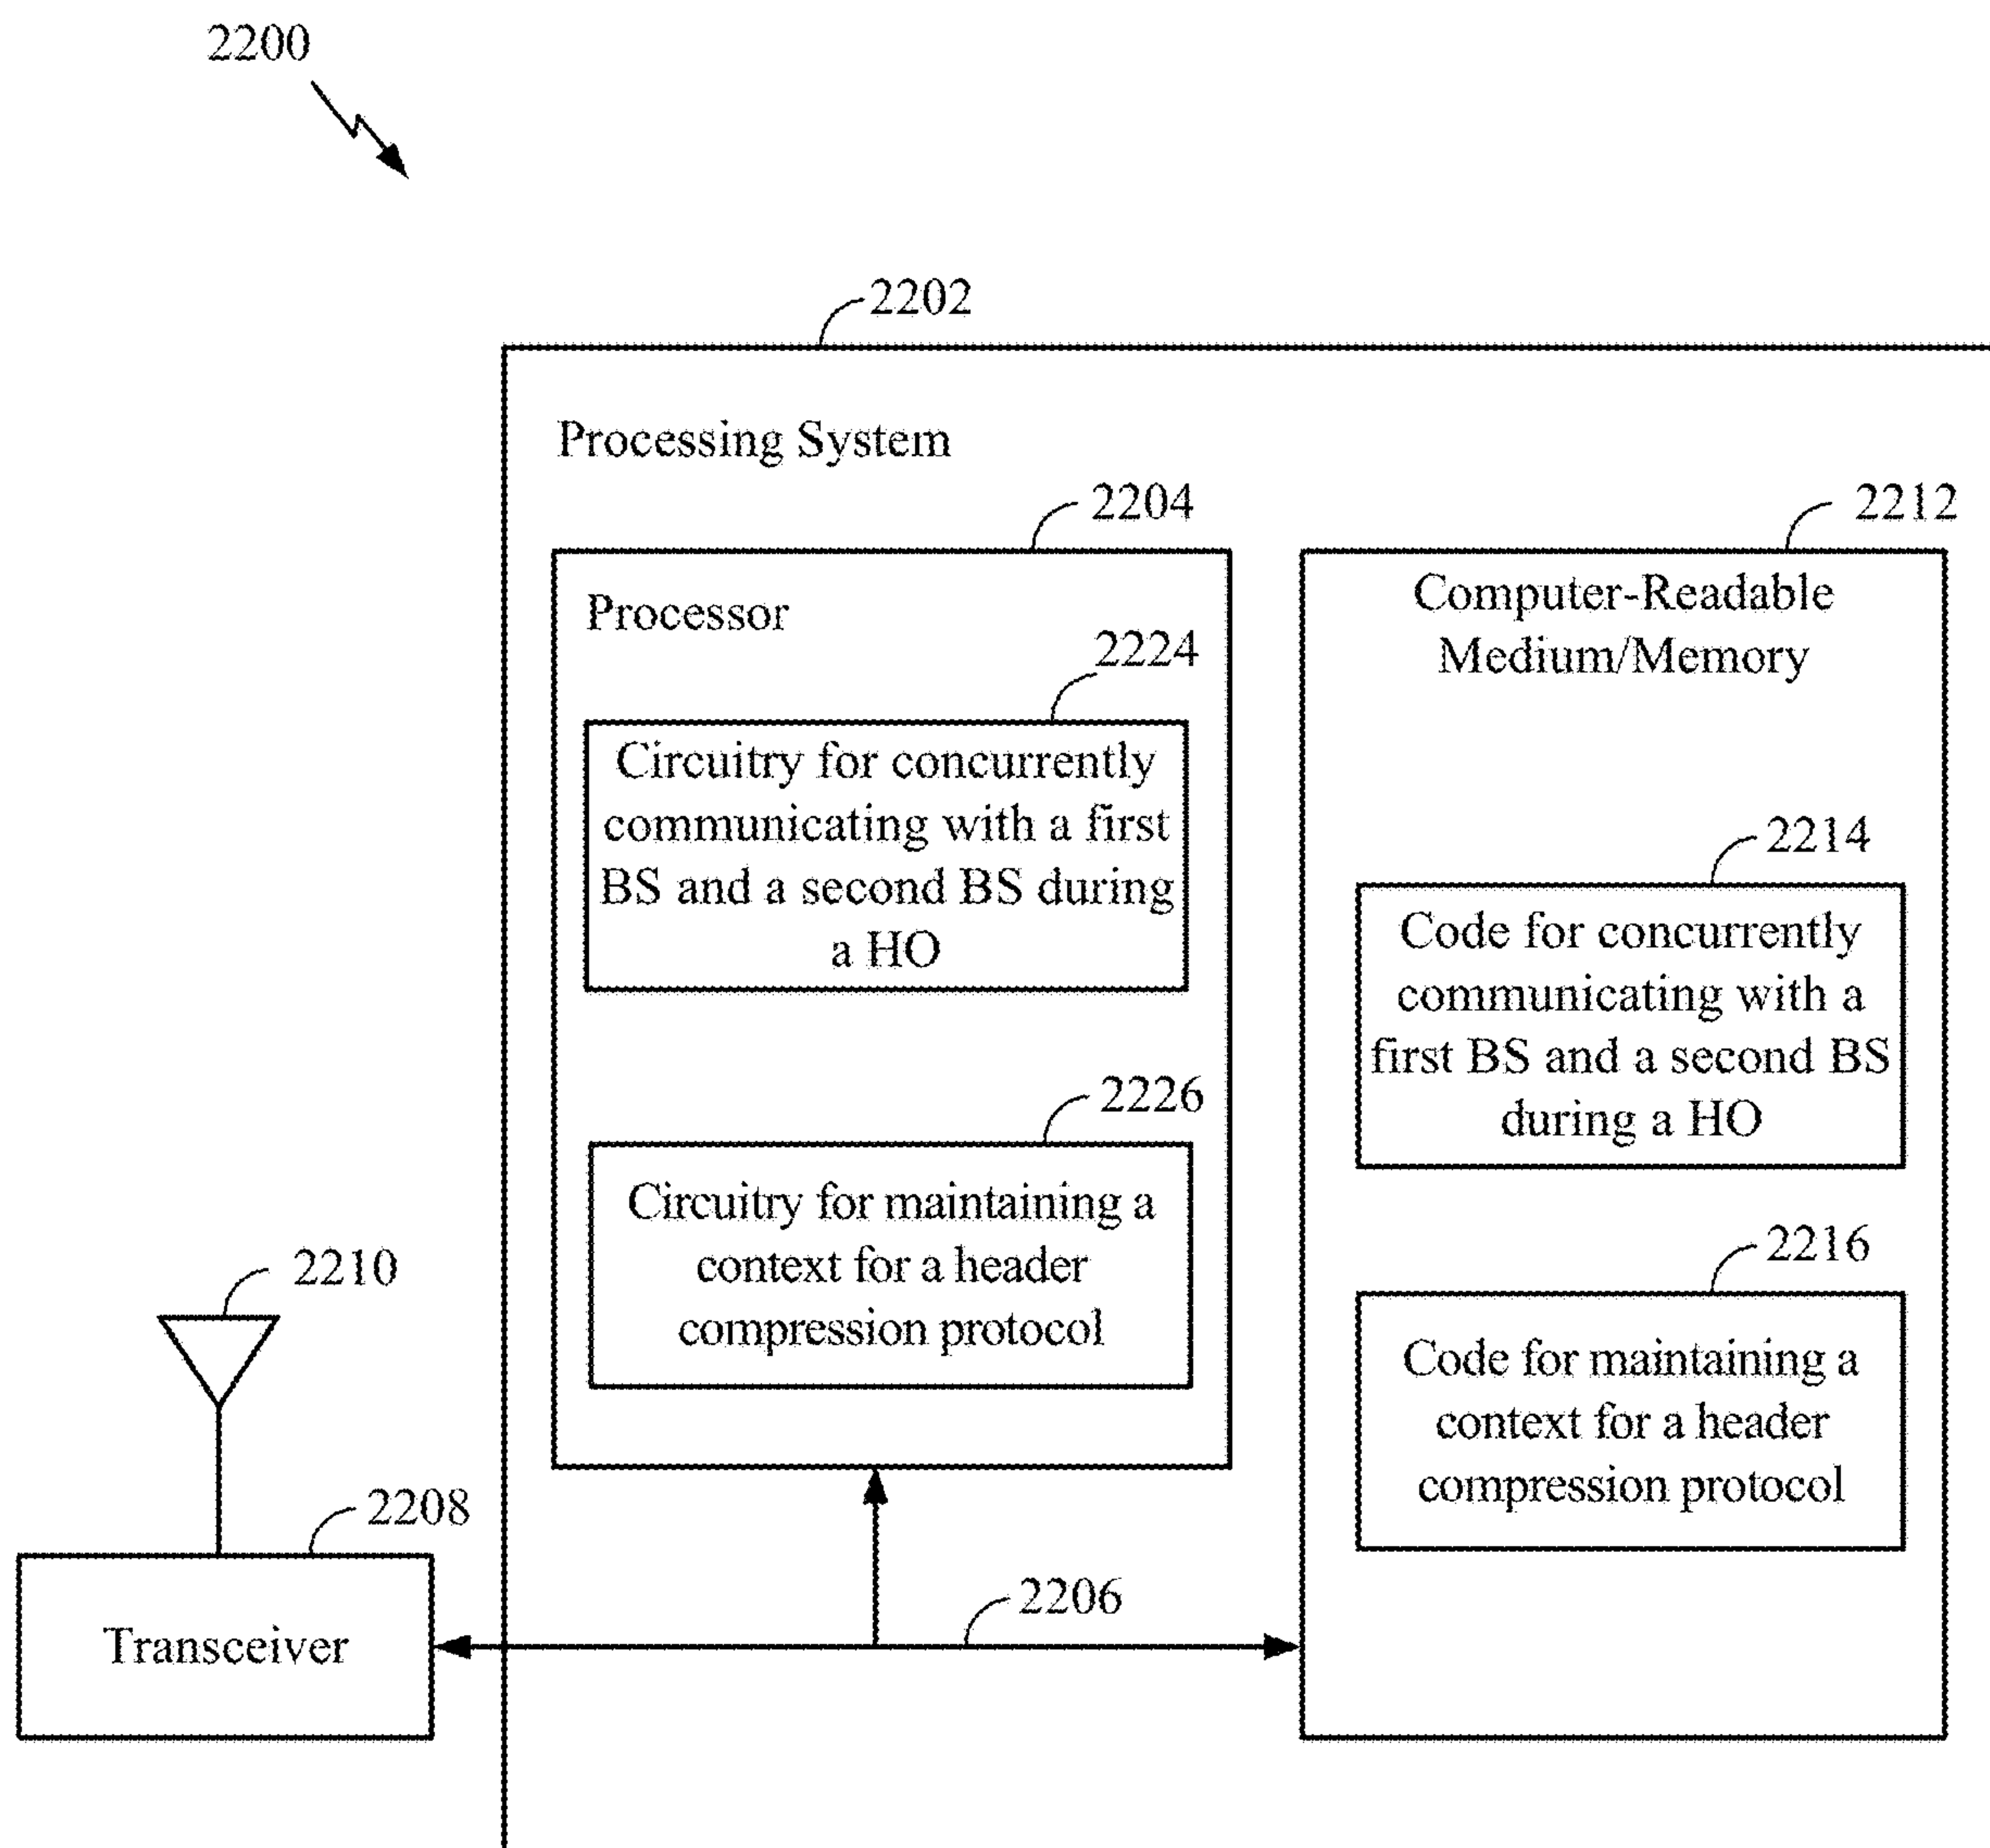 2200
2202
Processing System
2204
Processor
2224
Circuitry for concurrently
communicating with a first
BS and a second BS during
a HO
2226
Circuitry for maintaining a
context for a header
compression protocol
2212
Computer-Readable
Medium/Memory
2214
Code for concurrently
communicating with a
first BS and a second BS
during a HO
2216
Code for maintaining a
context for a header
compression protocol
2210
2208
Transceiver
2206